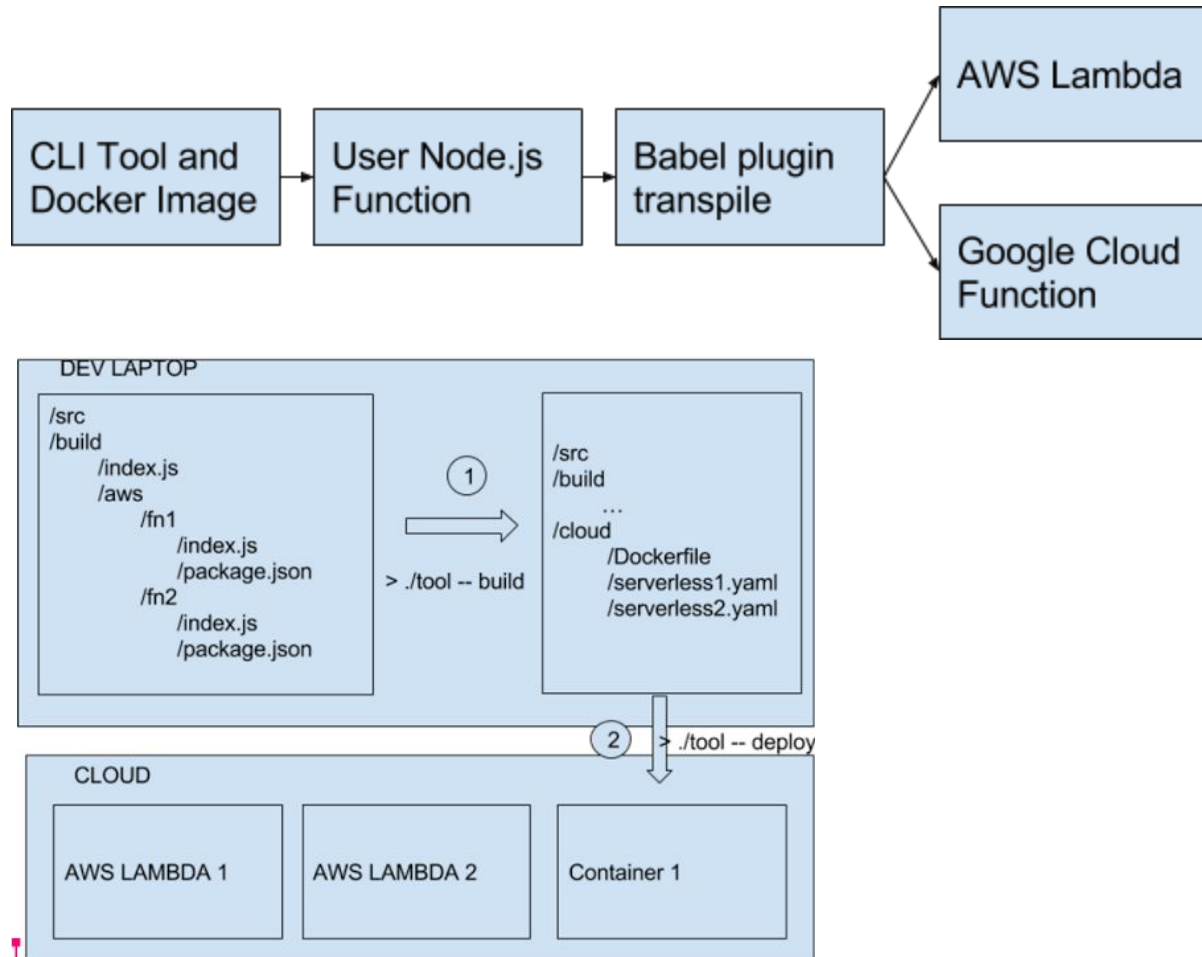 CLI Tool and
Docker Image
User Node.js
Function
Babel plugin
transpile
AWS Lambda
Google Cloud
Function
DEV LAPTOP
/src
/build
/index.js
/aws
/fn1
/index.js
/package.json
/fn2
/index.js
/package.json
1
> ./tool -- build
/src
/build
...
/cloud
/Dockerfile
/serverless1.yaml
/serverless2.yaml
2
> ./tool -- deploy
CLOUD
AWS LAMBDA 1
AWS LAMBDA 2
Container 1